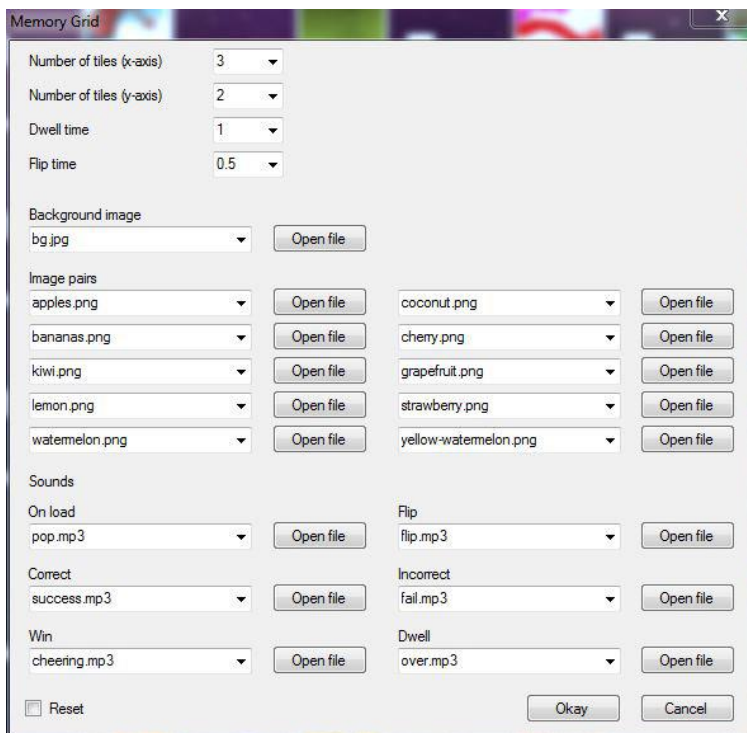 Memory Grid
X
Number of tiles (x-axis) 3
Number of tiles (y-axis) 2
Dwell time 1
Flip time 0.5
Background image
bg.jpg Open file
Image pairs
apples.png Open file coconut.png Open file
bananas.png Open file cherry.png Open file
kiwi.png Open file grapefruit.png Open file
lemon.png Open file strawberry.png Open file
watermelon.png Open file yellow-watermelon.png Open file
Sounds
On load Flip
pop.mp3 Open file flip.mp3 Open file
Correct Incorrect
success.mp3 Open file fail.mp3 Open file
Win Dwell
cheering.mp3 Open file over.mp3 Open file
Reset Okay Cancel